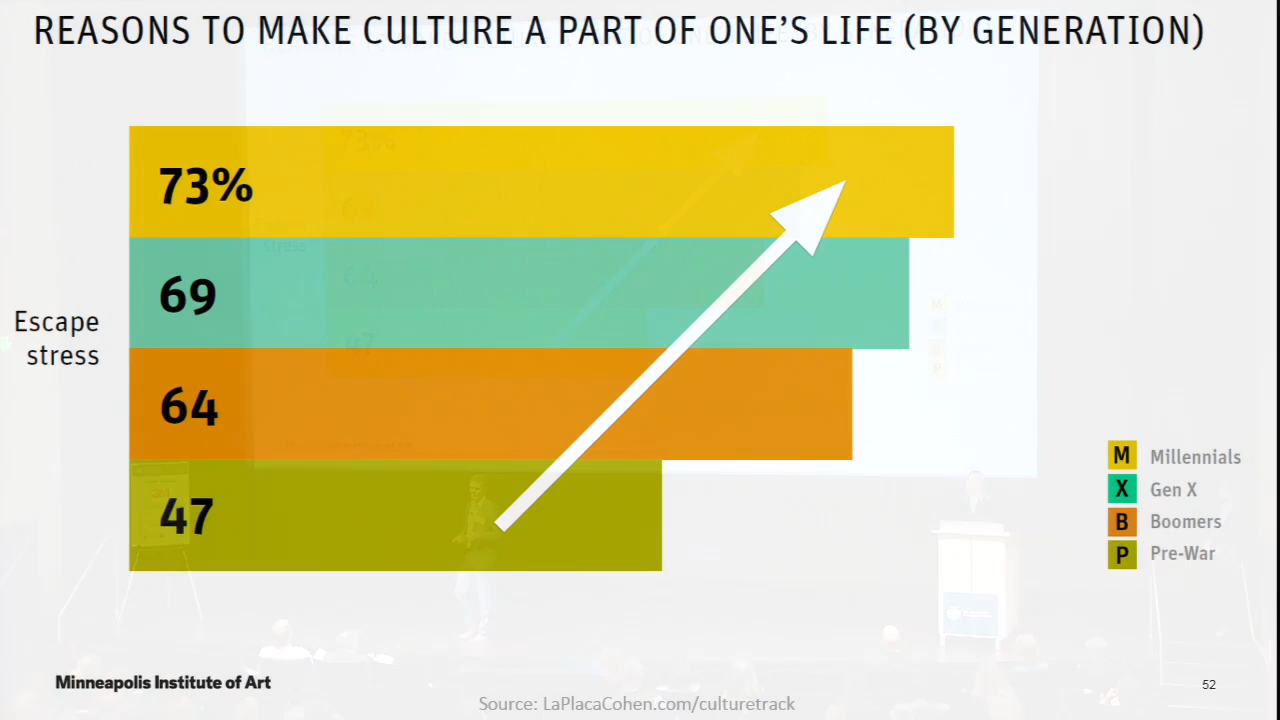 REASONS TO MAKE CULTURE A PART OF ONE'S LIFE (BY GENERATION)
73%
69
Escape
stress
64
47
M Millennials
X Gen X
B Boomers
P Pre-War
Minneapolis Institute of Art
52
Source: LaPlacaCohen.com/culturetrack